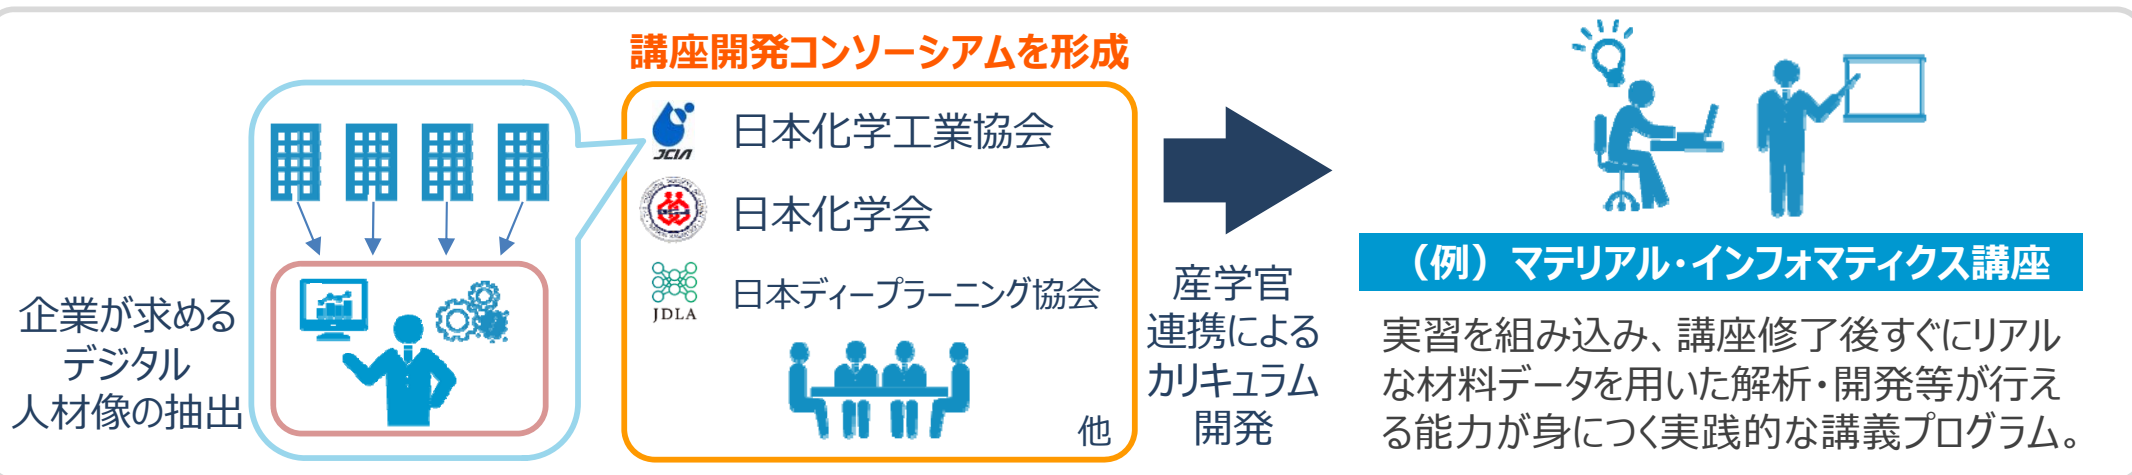 講座開発コンソーシアムを形成
企業が求める
デジタル
人材像の抽出
JCIA
日本化学工業協会
日本化学会
JDLA
日本ディープラーニング協会
他
産学官
連携による
カリキュラム
開発
（例）マテリアル・インフォマティクス講座
実習を組み込み、講座修了後すぐにリアル
な材料データを用いた解析・開発等が行え
る能力が身につく実践的な講義プログラム。